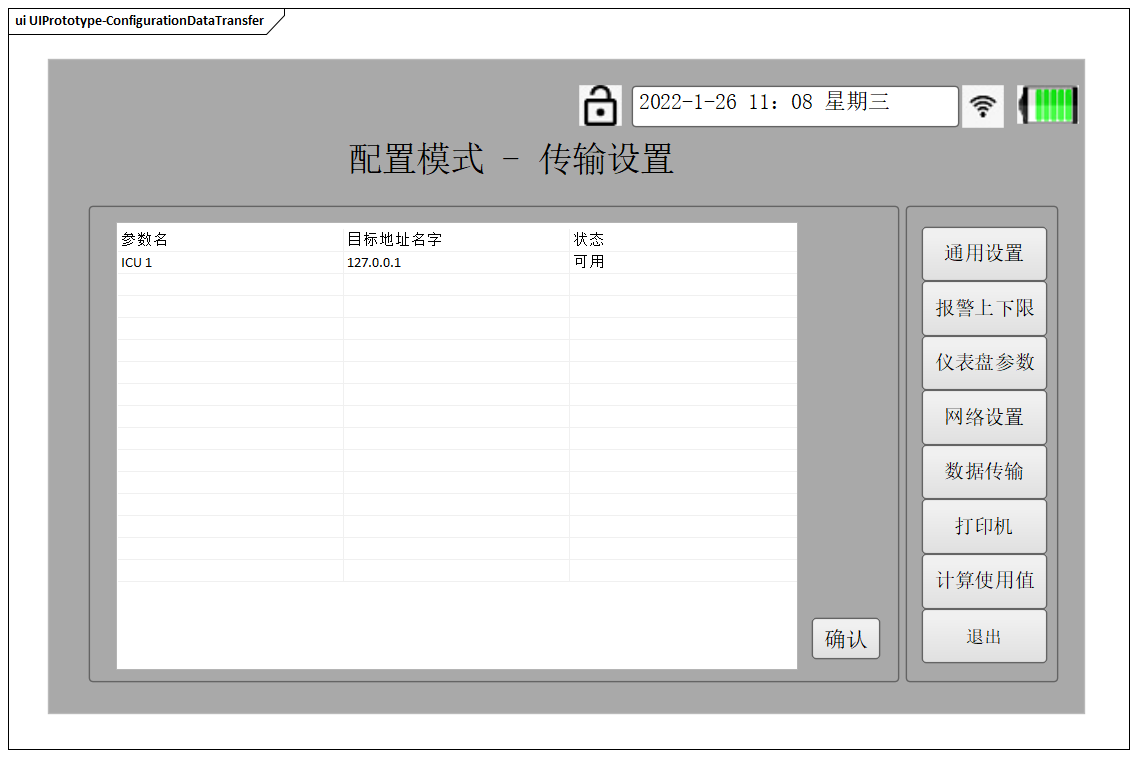 ui UIPrototype-ConfigurationDataTransfer
2022-1-26 11：08 星期三
配置模式 - 传输设置
参数名 目标地址名字 状态
ICU 1 127.0.0.1 可用
确认
通用设置
报警上下限
仪表盘参数
网络设置
数据传输
打印机
计算使用值
退出